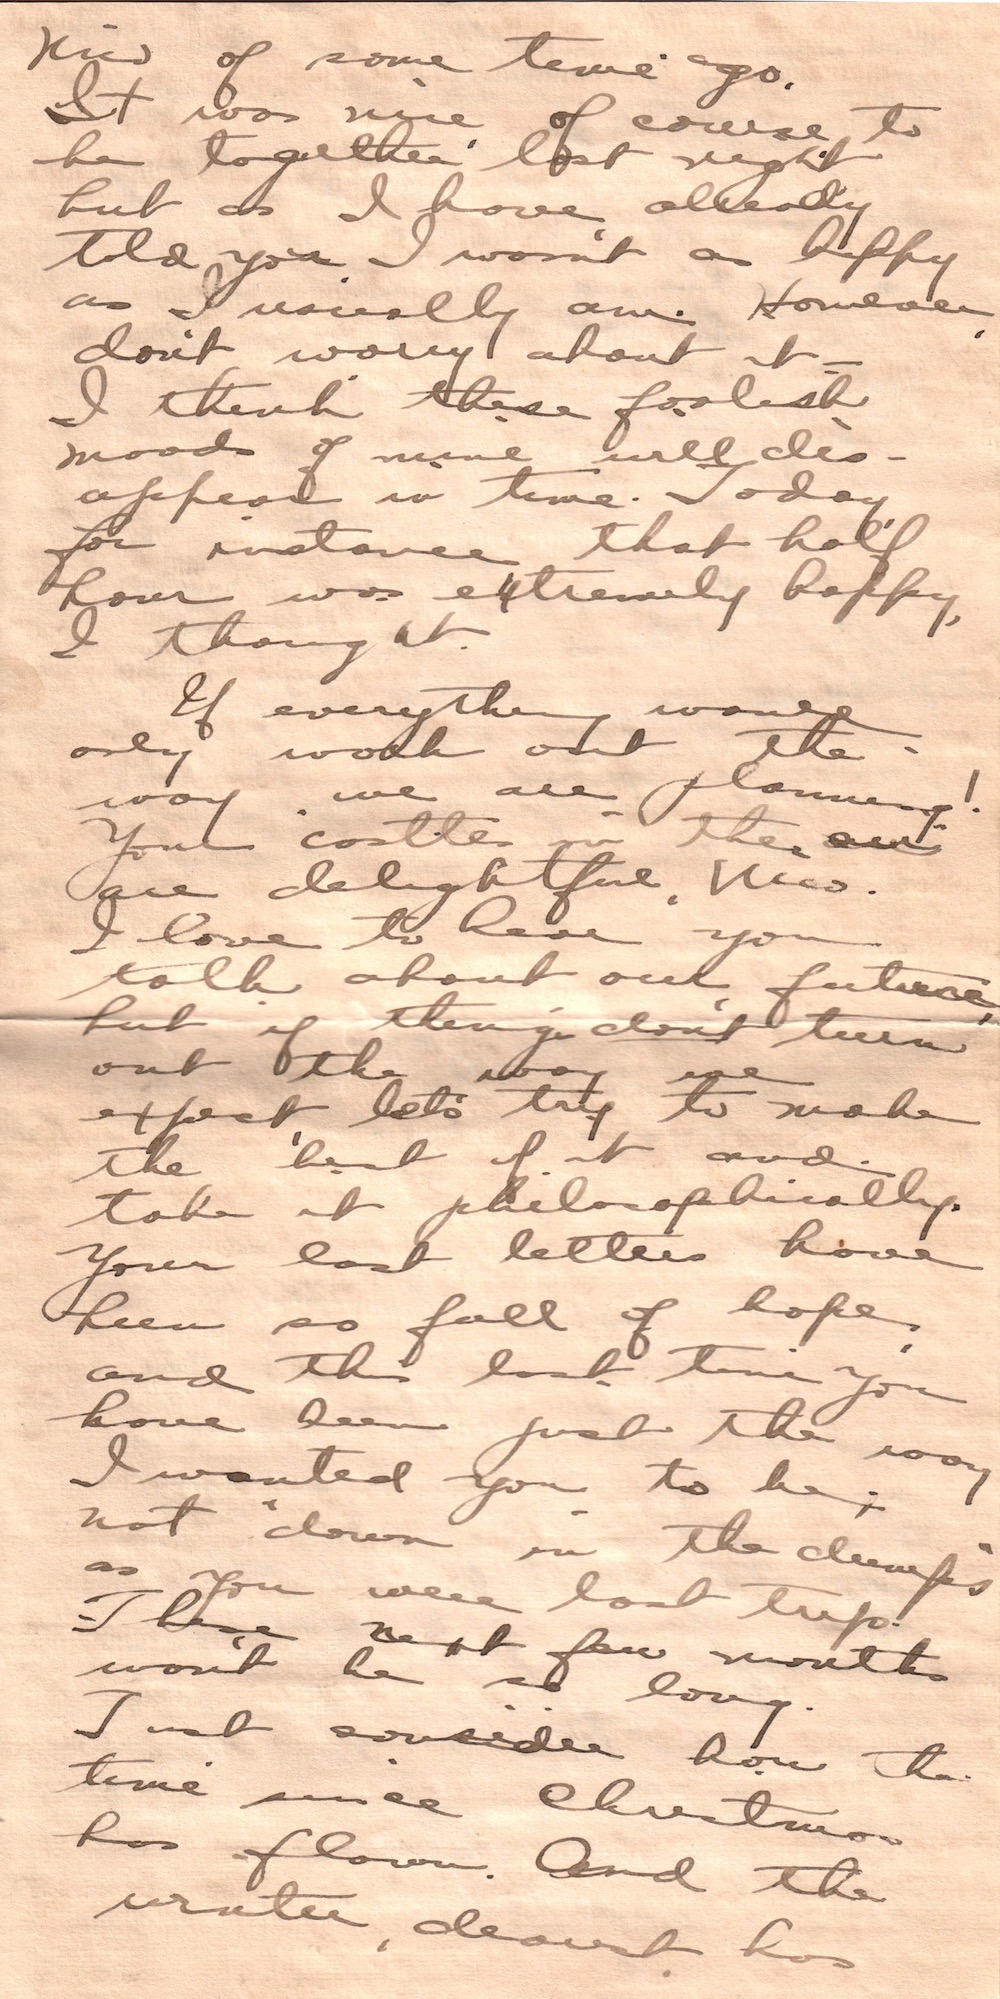 Nico of some time ago.
It was nice, of course, to
be together last night
but as I have already
told you I wasn't as happy
as I usually am. However,
don't worry about it –
I think these foolish
moods of mine will dis-
appear in time. Today,
for instance, that half
hour was extremely happy,
I thought.
If everything would
only work out the
way we are planning!
Your castles in the air
are delightful, Nico.
I love to hear you
talk about our future,
but if things don't turn
out the way we
expect, let's try to make
the best of it and
take it philosophically.
Your last letters have
been so full of hope,
and this last time you
have been just the way
I wanted you to be;
not "down in the dumps"
as you were last trip.
These next few months
won't be so long.
Just consider how the
time since Christmas
has flown. And the
winter, dearest, has